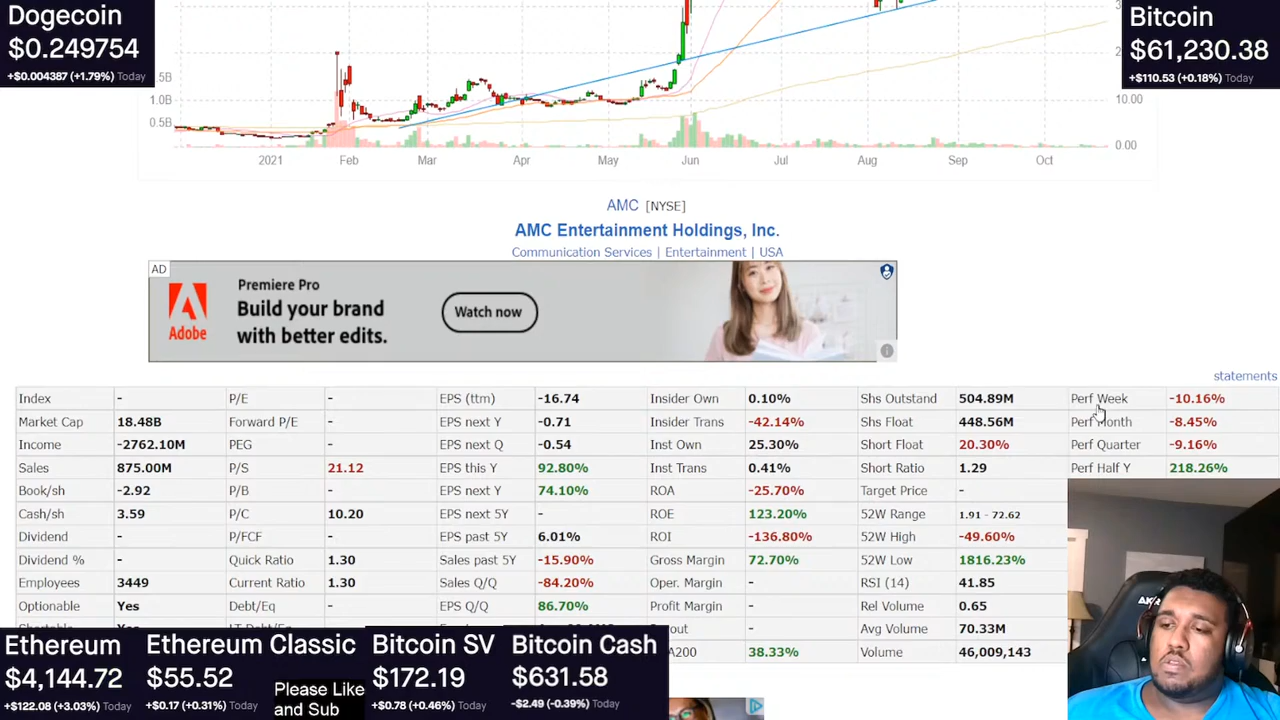 Dogecoin
$0.249754
+$0.004387 (+1.79%) Today
Bitcoin
$61,230.38
+$110.53 (+0.18%) Today
.5B
1.0B
0.5B
10.00
0.00
2021 Feb Mar Apr May Jun Jul Aug Sep Oct
AMC [NYSE]
AMC Entertainment Holdings, Inc.
Communication Services | Entertainment | USA
AD
Adobe
Premiere Pro
Build your brand
with better edits.
Watch now
statements
Index - P/E - EPS (ttm) -16.74 Insider Own 0.10% Shs Outstand 504.89M Perf Week -10.16%
Market Cap 18.48B Forward P/E - EPS next Y -0.71 Insider Trans -42.14% Shs Float 448.56M Perf Month -8.45%
Income -2762.10M PEG - EPS next Q -0.54 Inst Own 25.30% Short Float 20.30% Perf Quarter -9.16%
Sales 875.00M P/S 21.12 EPS this Y 92.80% Inst Trans 0.41% Short Ratio 1.29 Perf Half Y 218.26%
Book/sh -2.92 P/B - EPS next Y 74.10% ROA -25.70% Target Price -
Cash/sh 3.59 P/C 10.20 EPS next 5Y - ROE 123.20% 52W Range 1.91 - 72.62
Dividend - P/FCF - EPS past 5Y 6.01% ROI -136.80% 52W High -49.60%
Dividend % - Quick Ratio 1.30 Sales past 5Y -15.90% Gross Margin 72.70% 52W Low 1816.23%
Employees 3449 Current Ratio 1.30 Sales Q/Q -84.20% Oper. Margin - RSI (14) 41.85
Optionable Yes Debt/Eq - EPS Q/Q 86.70% Profit Margin - Rel Volume 0.65
out - Avg Volume 70.33M
A200 38.33% Volume 46,009,143
Ethereum
$4,144.72
+$122.08 (+3.03%) Today
Ethereum Classic
$55.52
+$0.17 (+0.31%) Today
Please Like
and Sub
Bitcoin SV
$172.19
+$0.78 (+0.46%) Today
Bitcoin Cash
$631.58
-$2.49 (-0.39%) Today